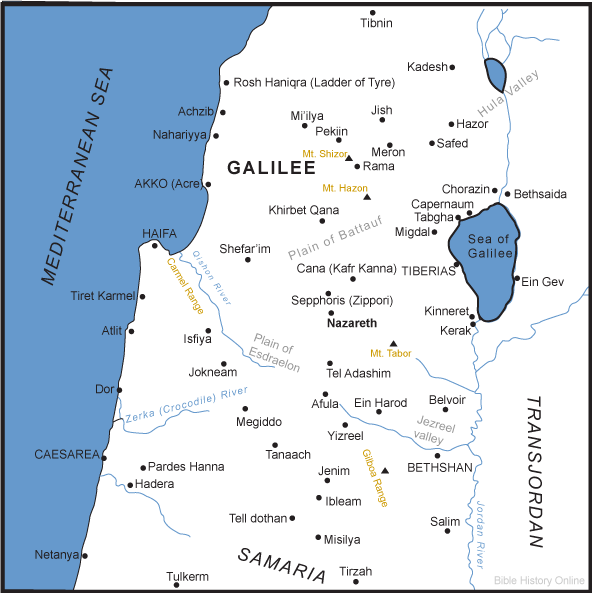 Tibnin
Kadesh
Rosh Haniqra (Ladder of Tyre)
Hula Valley
Achzib
Mi'ilya
Jish
Nahariyya
Pekiin
Hazor
Meron
Safed
Mt. Shizor
Rama
GALILEE
AKKO (Acre)
Mt. Hazon
Chorazin
Bethsaida
Capernaum
Tabgha
Khirbet Qana
Migdal
Plain of Battauf
HAIFA
Shefar'im
Sea of
Galilee
MEDITERRANEAN SEA
Qishon River
Cana (Kafr Kanna)
TIBERIAS
Ein Gev
Carmel Range
Tiret Karmel
Sepphoris (Zippori)
Kinneret
Nazareth
Kerak
Atlit
Isfiya
Plain of
Esdraelon
Mt. Tabor
Jokneam
Tel Adashim
Dor
Zerka (Crocodile) River
Afula
Ein Harod
Belvoir
Megiddo
Yizreel
Jezreel
valley
TRANSJORDAN
CAESAREA
Tanaach
Pardes Hanna
Jenim
Gilboa Range
BETHSHAN
Hadera
Ibleam
Jordan River
Tell dothan
Salim
Misilya
Netanya
SAMARIA
Tulkerm
Tirzah
Bible History Online